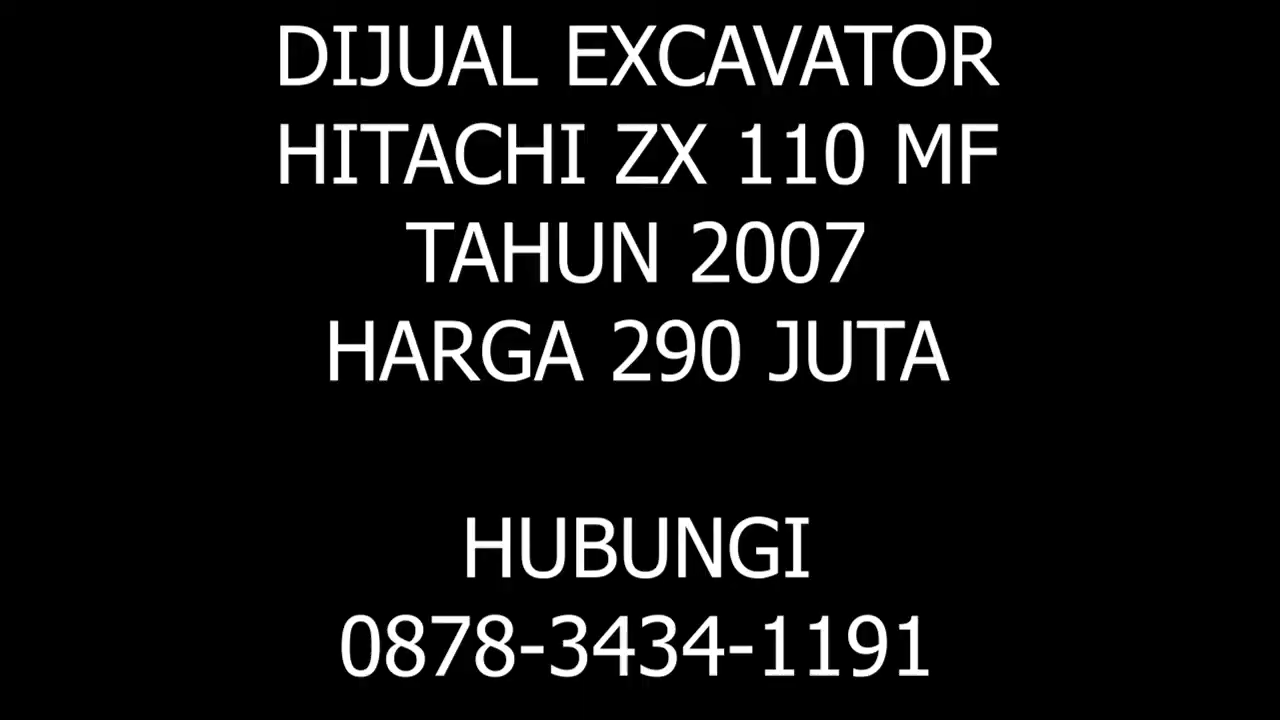 DIJUAL EXCAVATOR
HITACHI ZX 110 MF
TAHUN 2007
HARGA 290 JUTA
HUBUNGI
0878-3434-1191